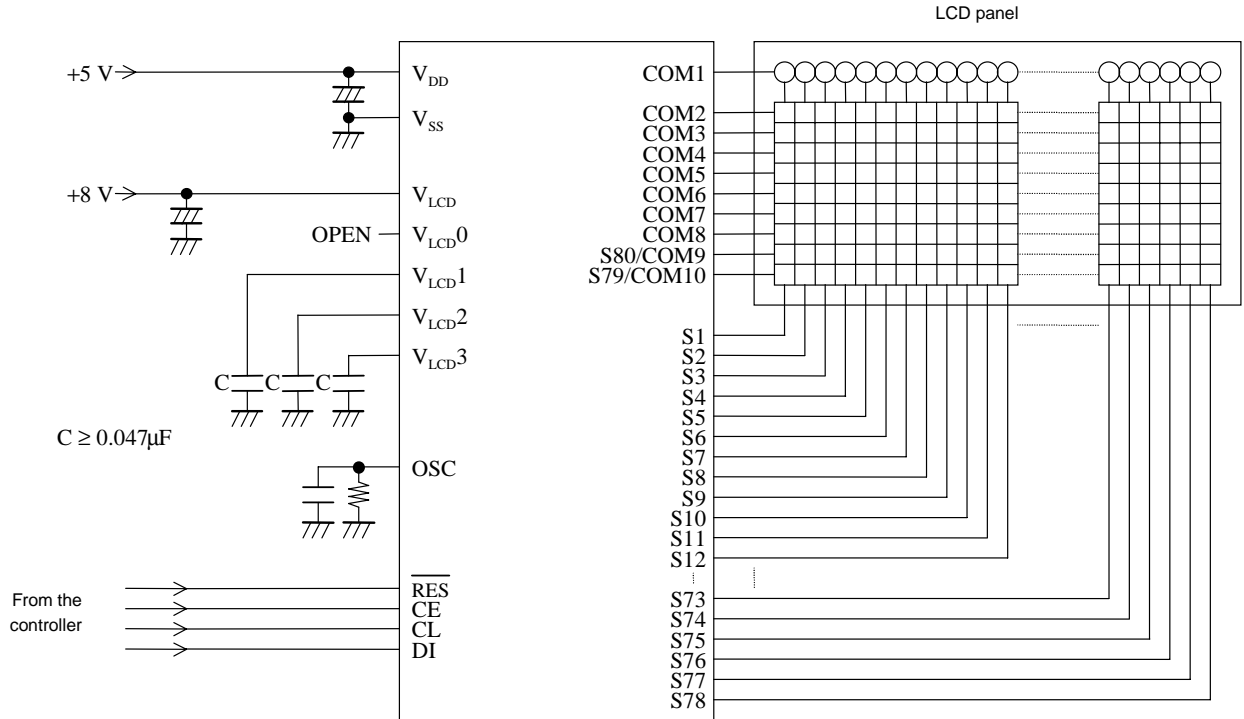 LCD panel
+5 V
VDD
VSS
+8 V
VLCD
OPEN
VLCD0
VLCD1
VLCD2
VLCD3
C
C
C
C ≥ 0.047μF
OSC
From the
controller
RES
CE
CL
DI
COM1
COM2
COM3
COM4
COM5
COM6
COM7
COM8
S80/COM9
S79/COM10
S1
S2
S3
S4
S5
S6
S7
S8
S9
S10
S11
S12
S73
S74
S75
S76
S77
S78